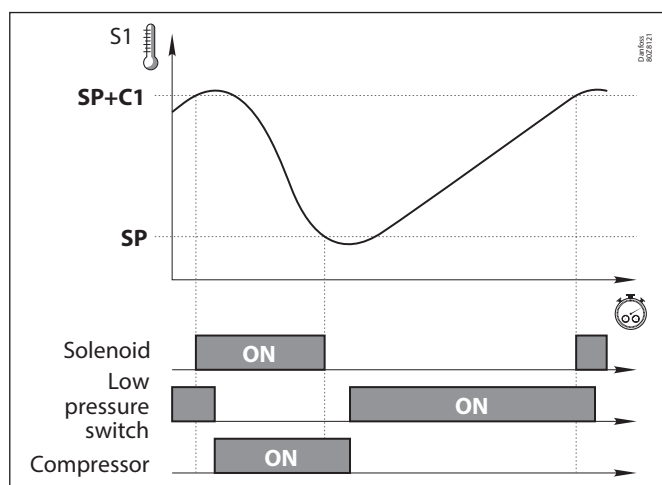 S1
Danfoss
80Z8121
SP+C1
SP
Solenoid
ON
Low
pressure
switch
ON
Compressor
ON